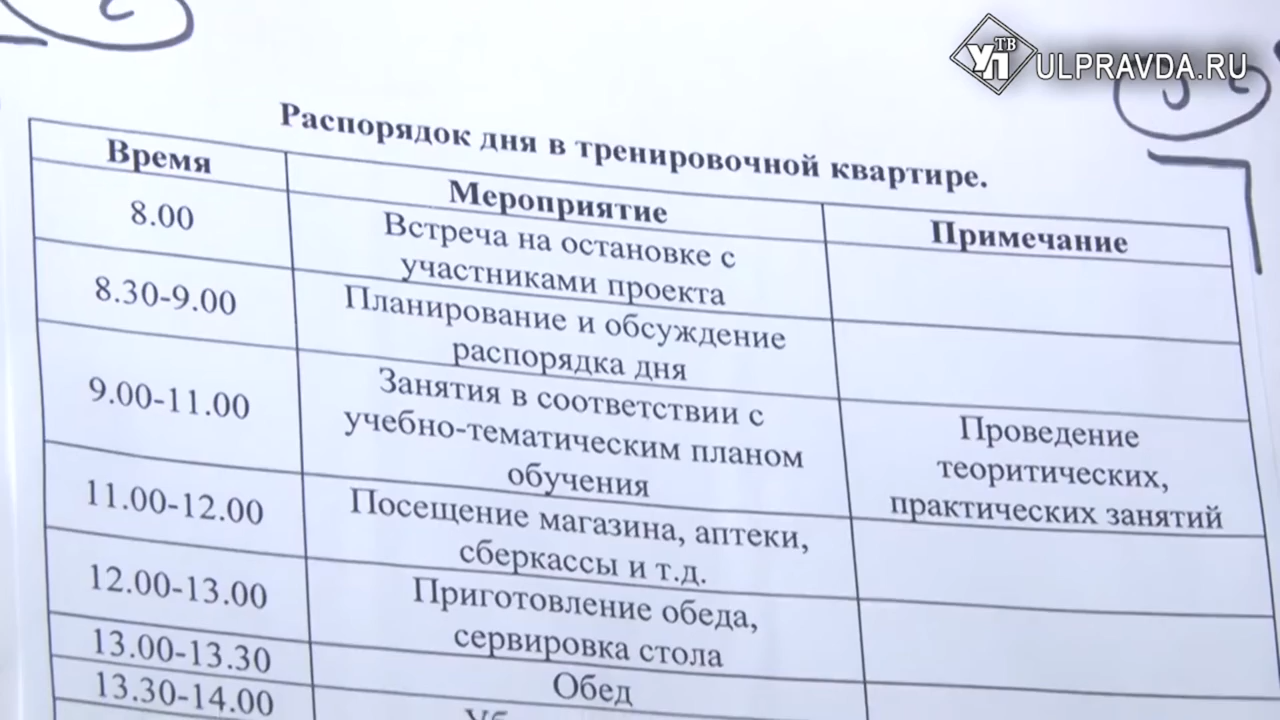 УП ТВ
ULPRAVDA.RU
Распорядок дня в тренировочной квартире.
Время
Мероприятие
Примечание
8.00
Встреча на остановке с
участниками проекта
8.30-9.00
Планирование и обсуждение
распорядка дня
9.00-11.00
Занятия в соответствии с
учебно-тематическим планом
обучения
Проведение
теоритических,
практических занятий
11.00-12.00
Посещение магазина, аптеки,
сберкассы и т.д.
12.00-13.00
Приготовление обеда,
сервировка стола
13.00-13.30
Обед
13.30-14.00